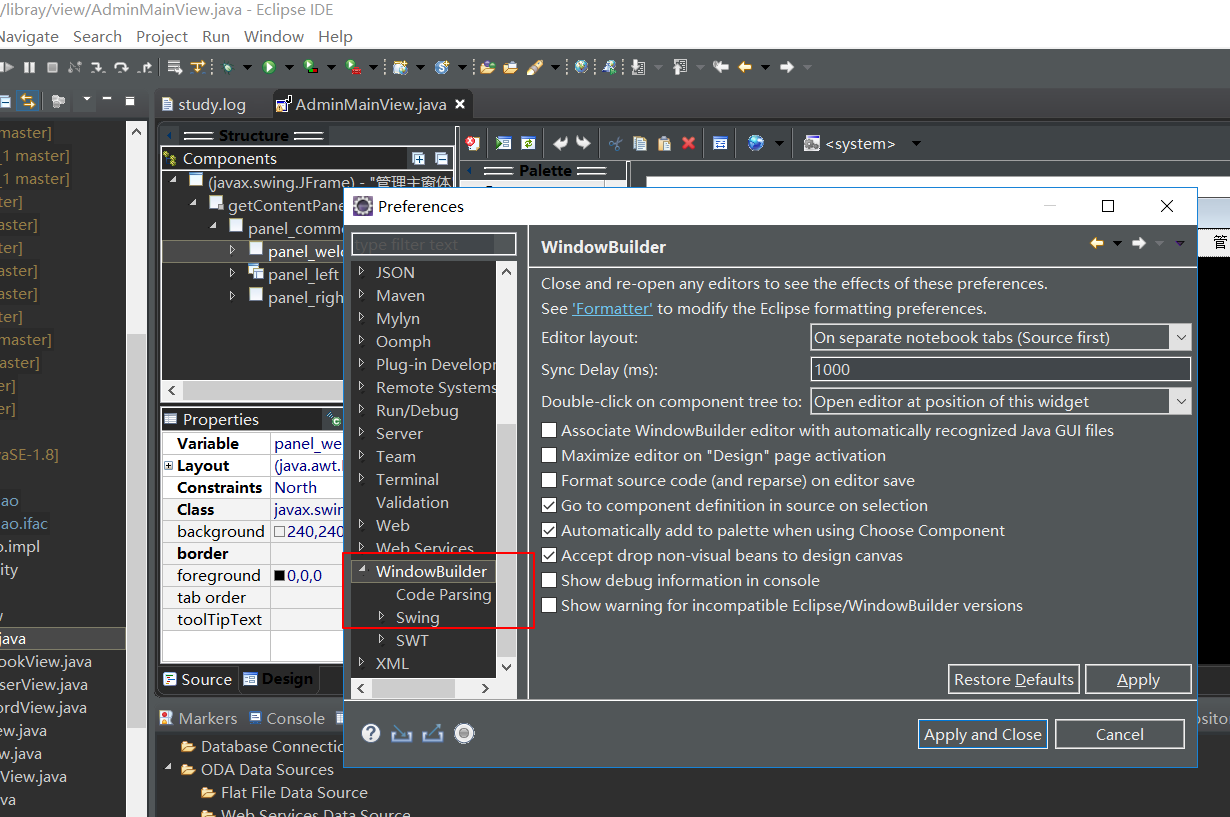 /libray/view/AdminMainView.java - Eclipse IDE
Navigate Search Project Run Window Help
study.log
AdminMainView.java
master]
_1 master]
_1 master]
ter]
aster]
ter]
aster]
aster]
ter]
master]
aster]
er]
er]
aSE-1.8]
ao
ao.ifac
o.impl
ity
java
ookView.java
serView.java
ordView.java
ew.java
w.java
View.java
va
Structure
Components
(javax.swing.JFrame) - "管理主窗体
getContentPane
panel_comm
panel_welc
panel_left
panel_righ
Palette
<system>
管
Properties
Variable panel_we
Layout (java.awt.
Constraints North
Class javax.swin
background 240,240
border
foreground 0,0,0
tab order
toolTipText
Source
Design
Markers
Console
Database Connectio
ODA Data Sources
Flat File Data Source
Web Services Data Source
osito
Preferences
type filter text
JSON
Maven
Mylyn
Oomph
Plug-in Developm
Remote Systems
Run/Debug
Server
Team
Terminal
Validation
Web
Web Services
WindowBuilder
Code Parsing
Swing
SWT
XML
WindowBuilder
Close and re-open any editors to see the effects of these preferences.
See 'Formatter' to modify the Eclipse formatting preferences.
Editor layout: On separate notebook tabs (Source first)
Sync Delay (ms): 1000
Double-click on component tree to: Open editor at position of this widget
Associate WindowBuilder editor with automatically recognized Java GUI files
Maximize editor on "Design" page activation
Format source code (and reparse) on editor save
Go to component definition in source on selection
Automatically add to palette when using Choose Component
Accept drop non-visual beans to design canvas
Show debug information in console
Show warning for incompatible Eclipse/WindowBuilder versions
Restore Defaults
Apply
Apply and Close
Cancel